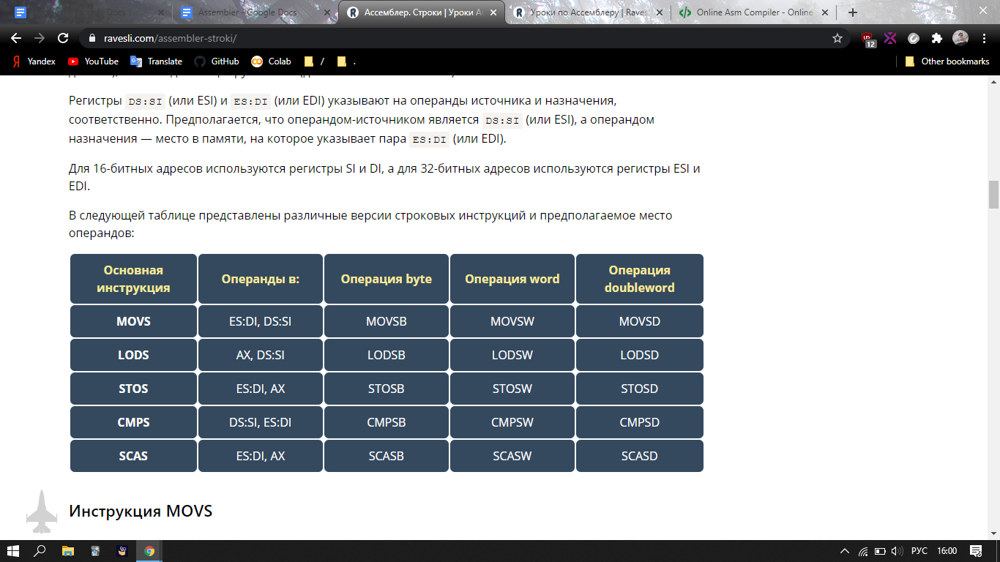 Assembler - Google Docs
Ассемблер. Строки | Уроки А
Уроки по Ассемблеру | Raves
Online Asm Compiler - Online
ravesli.com/assembler-stroki/
12
Yandex
YouTube
Translate
GitHub
Colab
/
.
Other bookmarks
Регистры DS:SI (или ESI) и ES:DI (или EDI) указывают на операнды источника и назначения,
соответственно. Предполагается, что операндом-источником является DS:SI (или ESI), а операндом
назначения — место в памяти, на которое указывает пара ES:DI (или EDI).
Для 16-битных адресов используются регистры SI и DI, а для 32-битных адресов используются регистры ESI и
EDI.
В следующей таблице представлены различные версии строковых инструкций и предполагаемое место
операндов:
Основная
инструкция
Операнды в:
Операция byte
Операция word
Операция
doubleword
MOVS ES:DI, DS:SI MOVSB MOVSW MOVSD
LODS AX, DS:SI LODSB LODSW LODSD
STOS ES:DI, AX STOSB STOSW STOSD
CMPS DS:SI, ES:DI CMPSB CMPSW CMPSD
SCAS ES:DI, AX SCASB SCASW SCASD
Инструкция MOVS
РУС
16:00